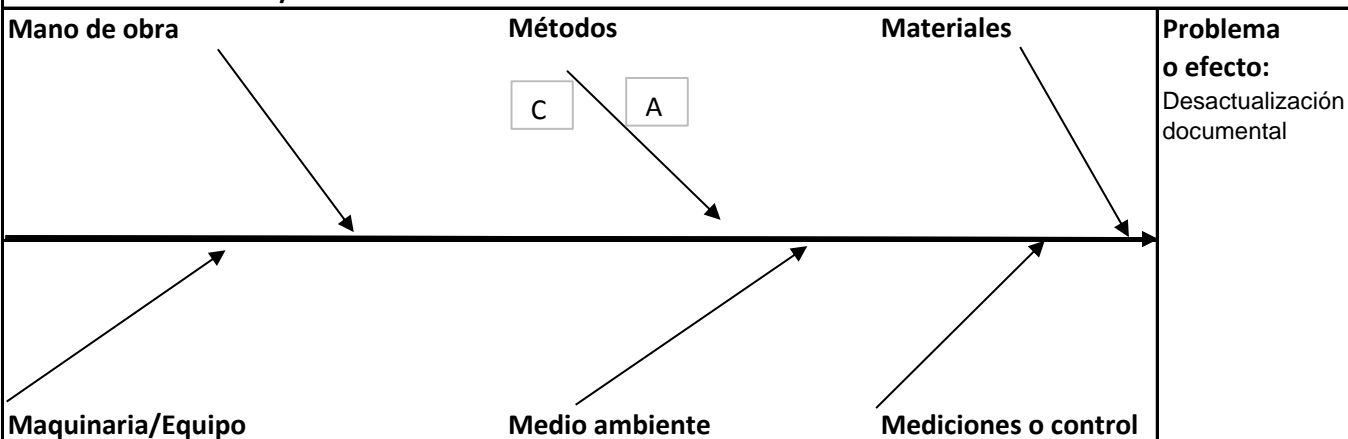 Mano de obra
Métodos
Materiales
Problema
o efecto:
Desactualización
documental
C
A
Maquinaria/Equipo
Medio ambiente
Mediciones o control